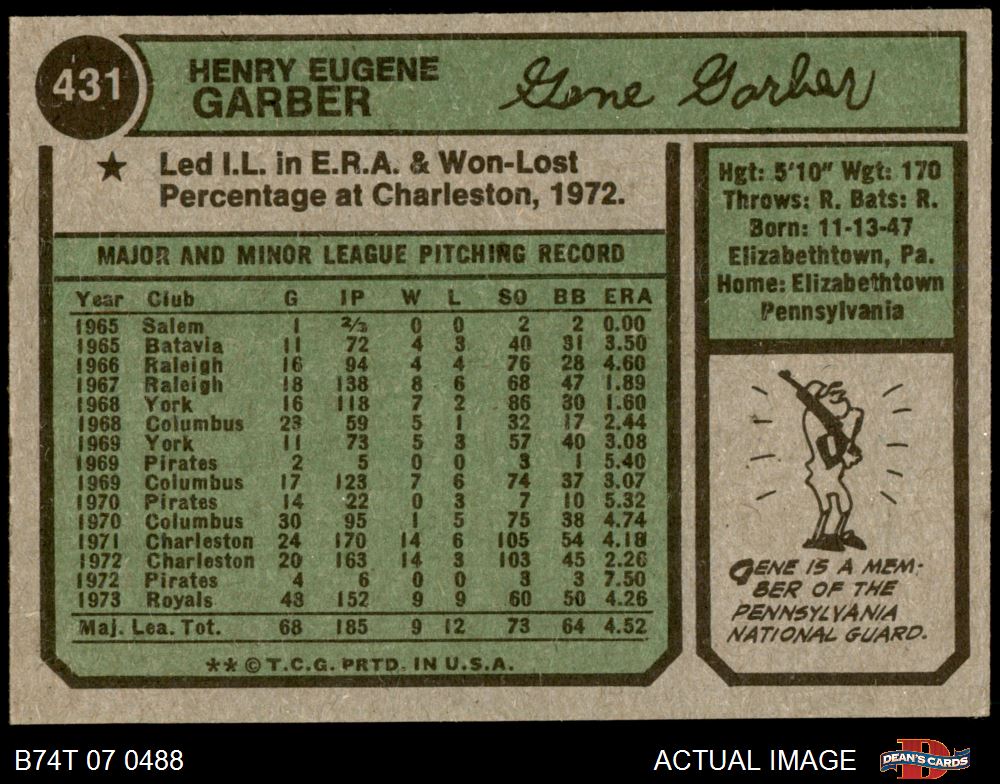 431
HENRY EUGENE
GARBER
Gene Garber
★ Led I.L. in E.R.A. & Won-Lost
Percentage at Charleston, 1972.
MAJOR AND MINOR LEAGUE PITCHING RECORD
Year Club G IP W L SO BB ERA
1965 Salem 1 2/3 0 0 2 2 0.00
1965 Batavia 11 72 4 3 40 31 3.50
1966 Raleigh 16 94 4 4 76 28 4.60
1967 Raleigh 18 138 8 6 68 47 1.89
1968 York 16 118 7 2 86 30 1.60
1968 Columbus 23 59 5 1 32 17 2.44
1969 York 11 73 5 3 57 40 3.08
1969 Pirates 2 5 0 0 3 1 5.40
1969 Columbus 17 123 7 6 74 37 3.07
1970 Pirates 14 22 0 3 7 10 5.32
1970 Columbus 30 95 1 5 75 38 4.74
1971 Charleston 24 170 14 6 105 54 4.18
1972 Charleston 20 163 14 3 103 45 2.26
1972 Pirates 4 6 0 0 3 3 7.50
1973 Royals 48 152 9 9 60 50 4.26
Maj. Lea. Tot. 68 185 9 12 73 64 4.52
** © T.C.G. PRTD. IN U.S.A.
Hgt: 5'10" Wgt: 170
Throws: R. Bats: R.
Born: 11-13-47
Elizabethtown, Pa.
Home: Elizabethtown
Pennsylvania
GENE IS A MEM-
BER OF THE
PENNSYLVANIA
NATIONAL GUARD.
B74T 07 0488
ACTUAL IMAGE
D
DEAN'S CARDS